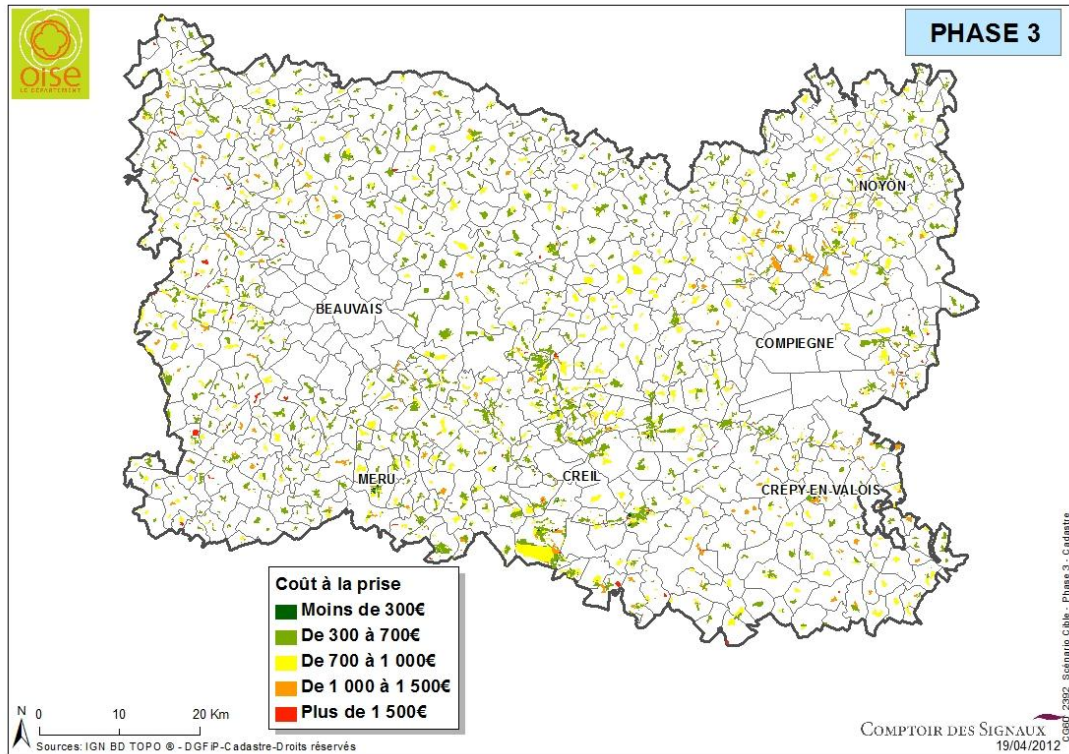 oise
LE DÉPARTEMENT
PHASE 3
NOYON
BEAUVAIS
COMPIEGNE
MERU
CREIL
CREPY-EN-VALOIS
Coût à la prise
Moins de 300€
De 300 à 700€
De 700 à 1 000€
De 1 000 à 1 500€
Plus de 1 500€
N
0 10 20 Km
Sources: IGN BD TOPO ® - DGFiP-Cadastre-Droits réservés
COMPTOIR DES SIGNAUX
19/04/2012
2392 Scénario Cible - Phase 3 - Cadastre